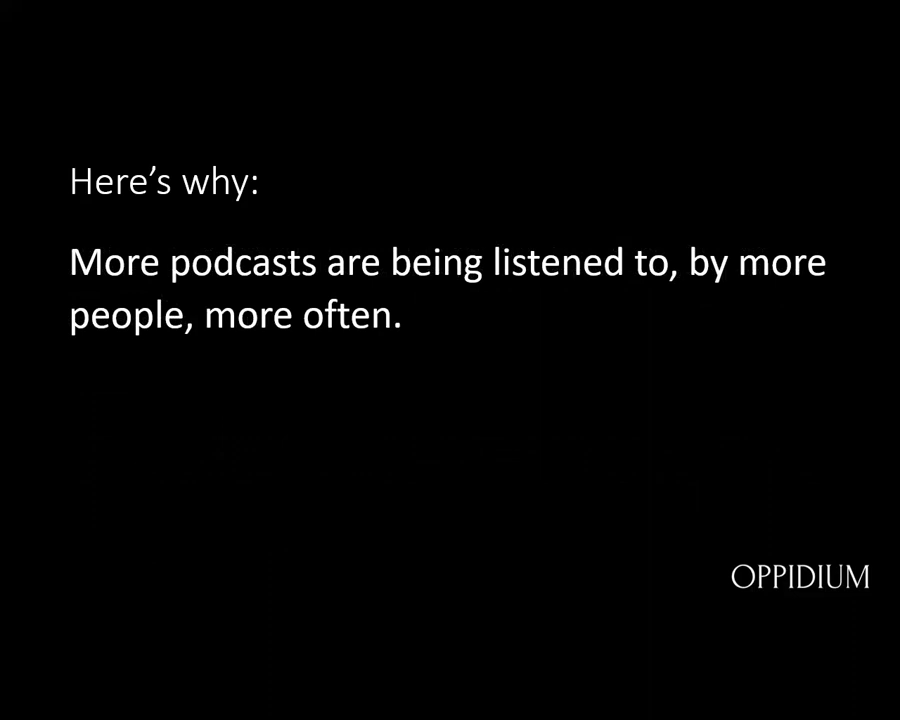 Here’s why:
More podcasts are being listened to, by more
people, more often.
OPPIDIUM